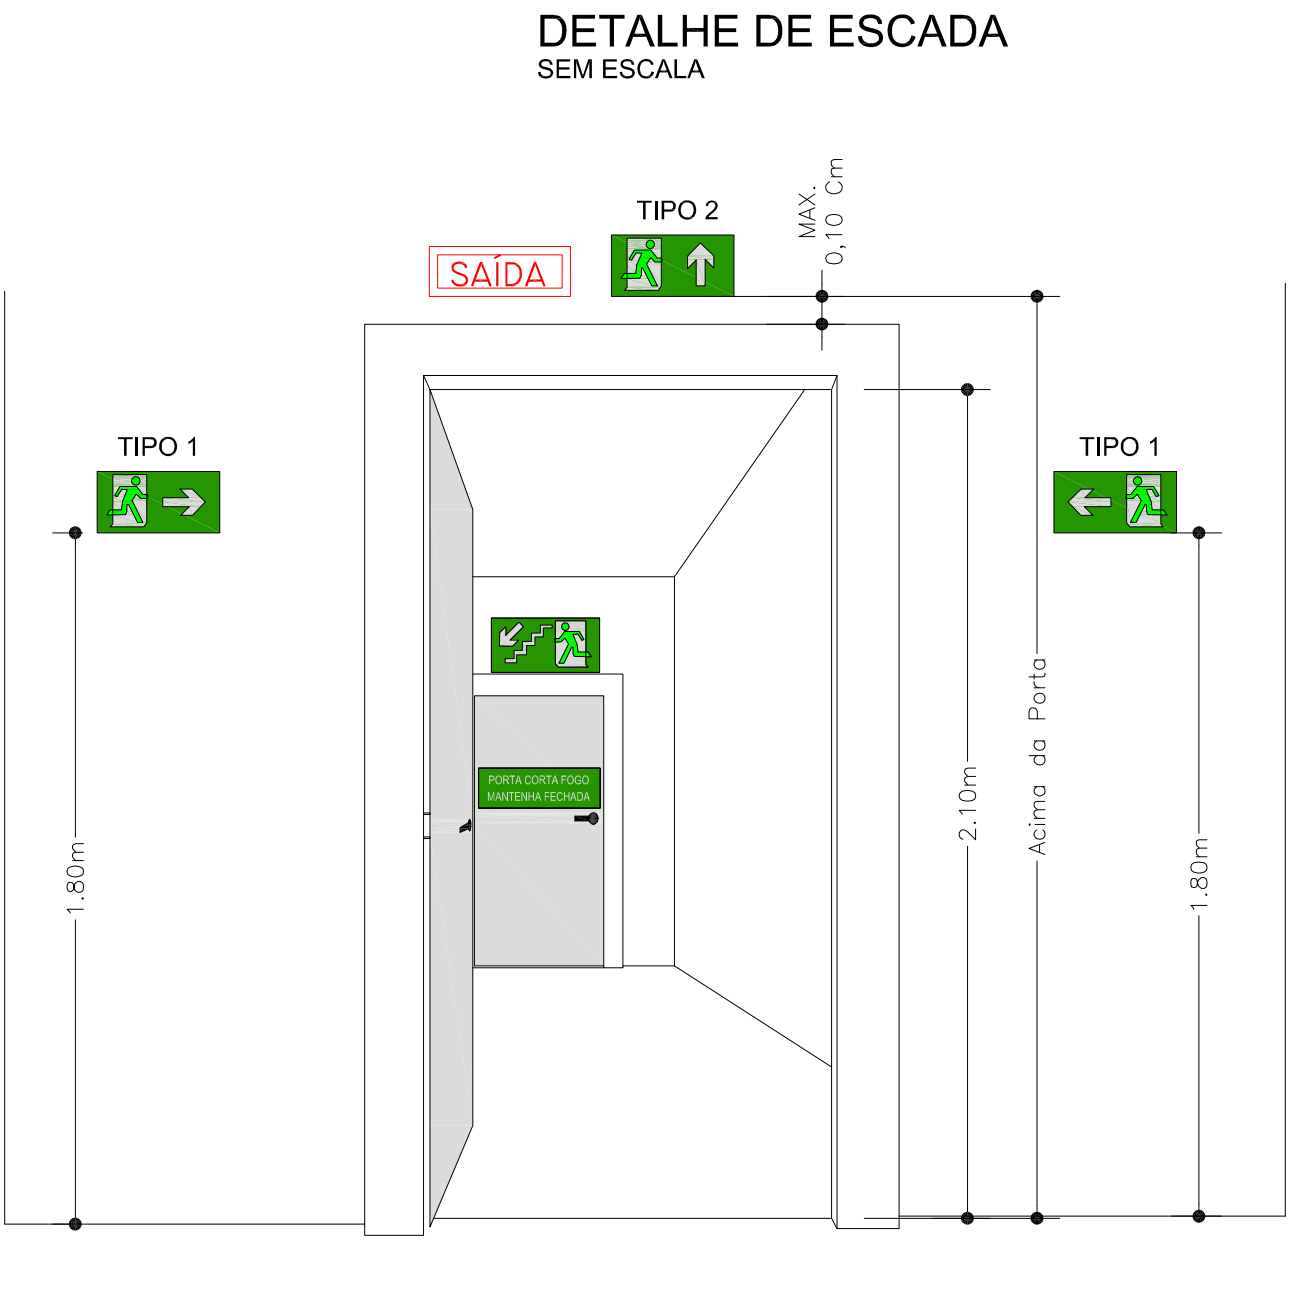 DETALHE DE ESCADA
SEM ESCALA
MAX.
0,10 Cm
TIPO 2
SAÍDA
TIPO 1
TIPO 1
PORTA CORTA FOGO
MANTENHA FECHADA
2.10m
Acima da Porta
1.80m
1.80m